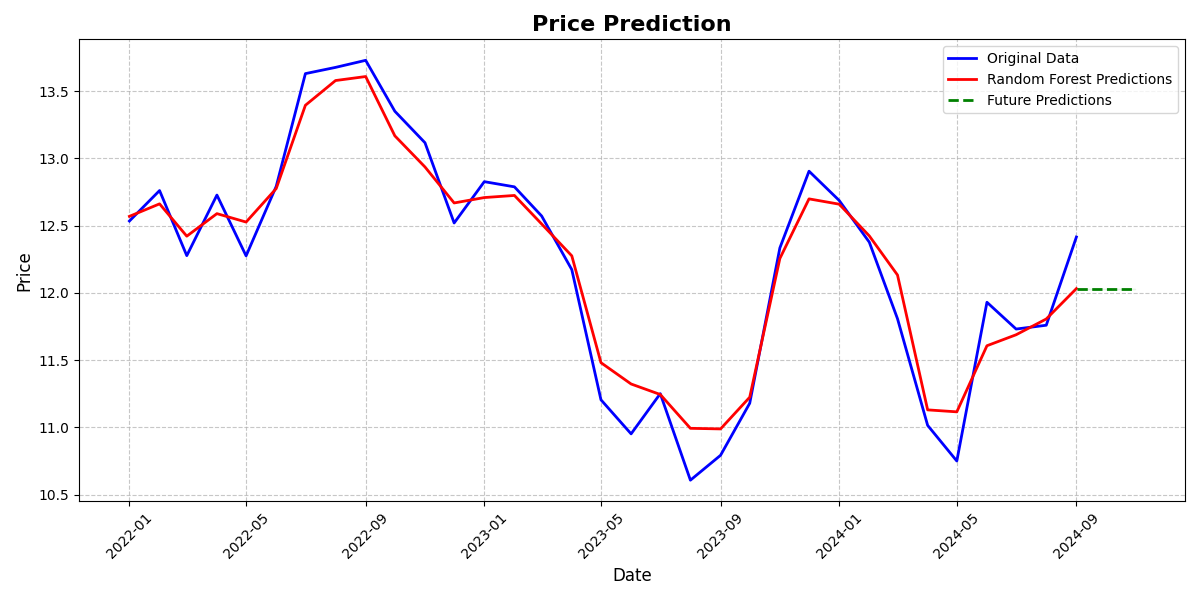 Price Prediction
Original Data
Random Forest Predictions
Future Predictions
Price
13.5
13.0
12.5
12.0
11.5
11.0
10.5
2022-01
2022-05
2022-09
2023-01
2023-05
2023-09
2024-01
2024-05
2024-09
Date